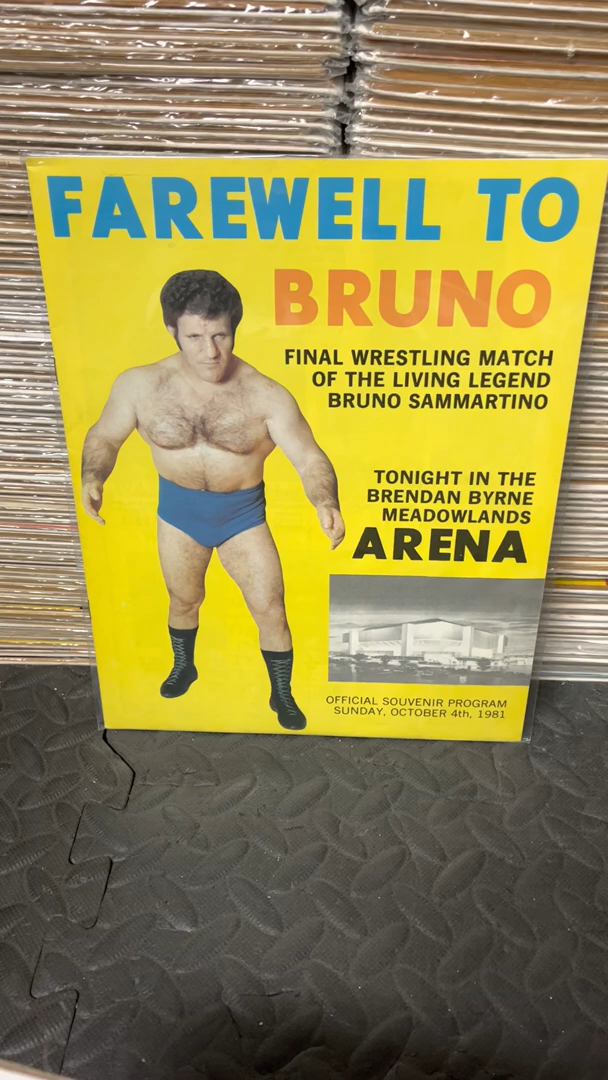 FAREWELL TO
BRUNO
FINAL WRESTLING MATCH
OF THE LIVING LEGEND
BRUNO SAMMARTINO
TONIGHT IN THE
BRENDAN BYRNE
MEADOWLANDS
ARENA
OFFICIAL SOUVENIR PROGRAM
SUNDAY, OCTOBER 4th, 1981